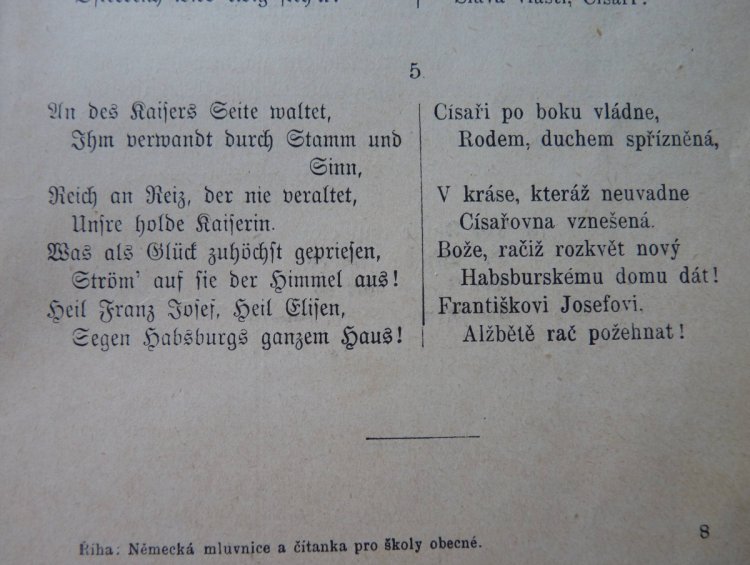 5.
An des Kaisers Seite waltet,
Ihm verwandt durch Stamm und
Sinn,
Reich an Reiz, der nie veraltet,
Unsre holde Kaiserin.
Was als Glück zuhöchst gepriesen,
Ström' auf sie der Himmel aus!
Heil Franz Josef, Heil Elisen,
Segen Habsburgs ganzem Haus!
Císaři po boku vládne,
Rodem, duchem spřízněná,
V kráse, kteráž neuvadne
Císařovna vznešená.
Bože, račiž rozkvět nový
Habsburskému domu dát!
Františkovi Josefovi,
Alžbětě rač požehnat!
Říha: Německá mluvnice a čítanka pro školy obecné.
8